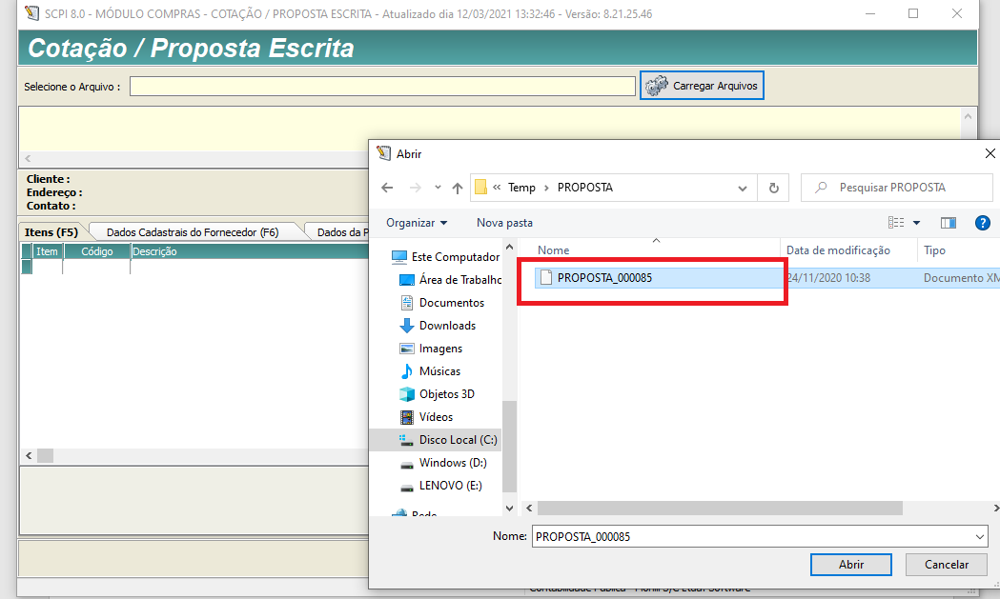 SCPI 8.0 - MÓDULO COMPRAS - COTAÇÃO / PROPOSTA ESCRITA - Atualizado dia 12/03/2021 13:32:46 - Versão: 8.21.25.46
Cotação / Proposta Escrita
Selecione o Arquivo :
Carregar Arquivos
Cliente :
Endereço :
Contato :
Itens (F5) Dados Cadastrais do Fornecedor (F6) Dados da P
Item Código Descrição
Abrir
« Temp › PROPOSTA
Pesquisar PROPOSTA
Organizar Nova pasta
Nome Data de modificação Tipo
Este Computador
Área de Trabalho
Documentos
Downloads
Imagens
Músicas
Objetos 3D
Vídeos
Disco Local (C:)
Windows (D:)
LENOVO (E:)
Rede
PROPOSTA_000085 24/11/2020 10:38 Documento XM
Nome: PROPOSTA_000085
Abrir Cancelar